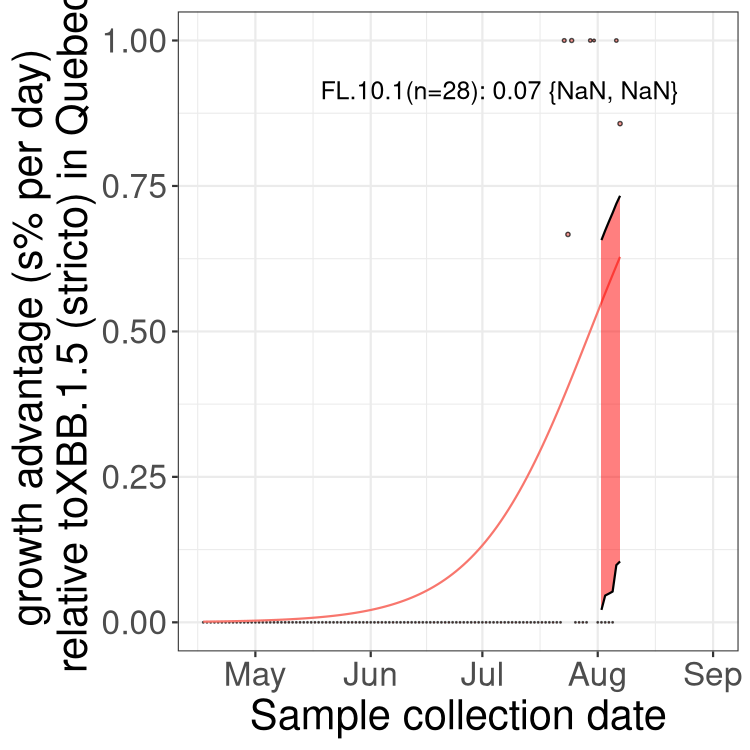 growth advantage (s% per day)
relative toXBB.1.5 (stricto) in Quebec
1.00
0.75
0.50
0.25
0.00
FL.10.1(n=28): 0.07 {NaN, NaN}
May Jun Jul Aug Sep
Sample collection date